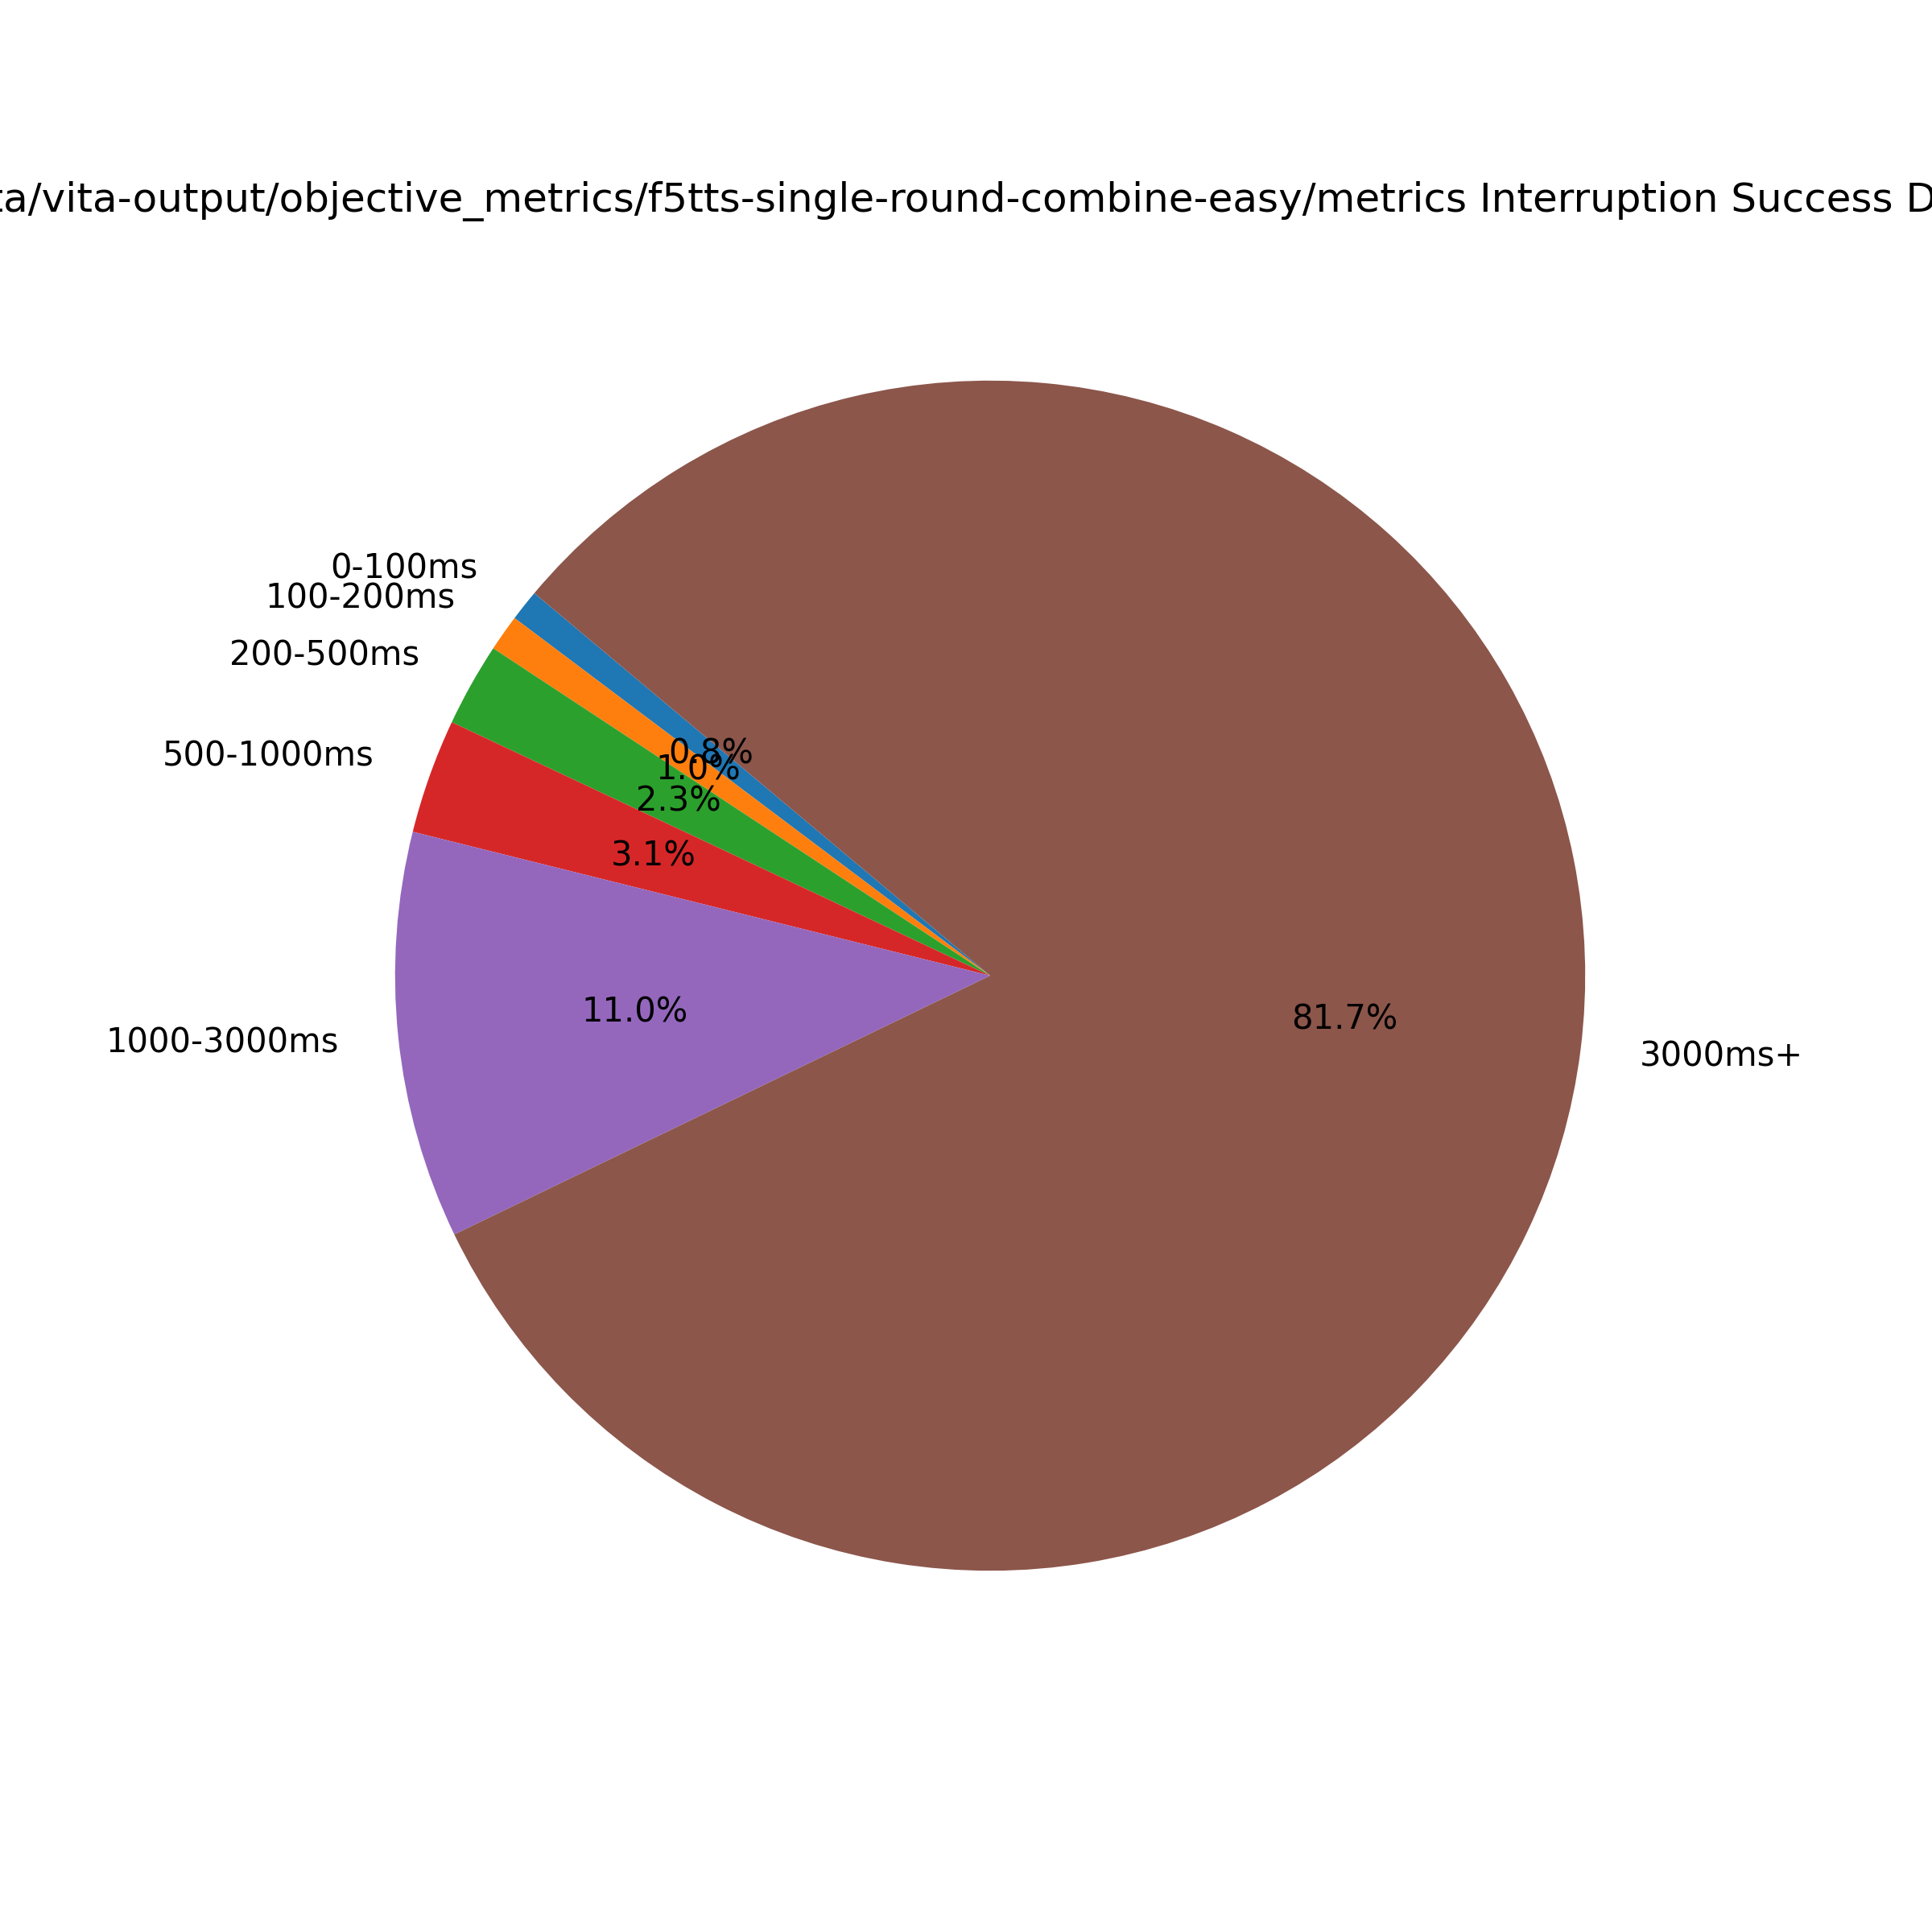 ta/vita-output/objective_metrics/f5tts-single-round-combine-easy/metrics Interruption Success D
0-100ms
100-200ms
200-500ms
500-1000ms
0.8%
1.0%
2.3%
3.1%
11.0%
81.7%
1000-3000ms
3000ms+